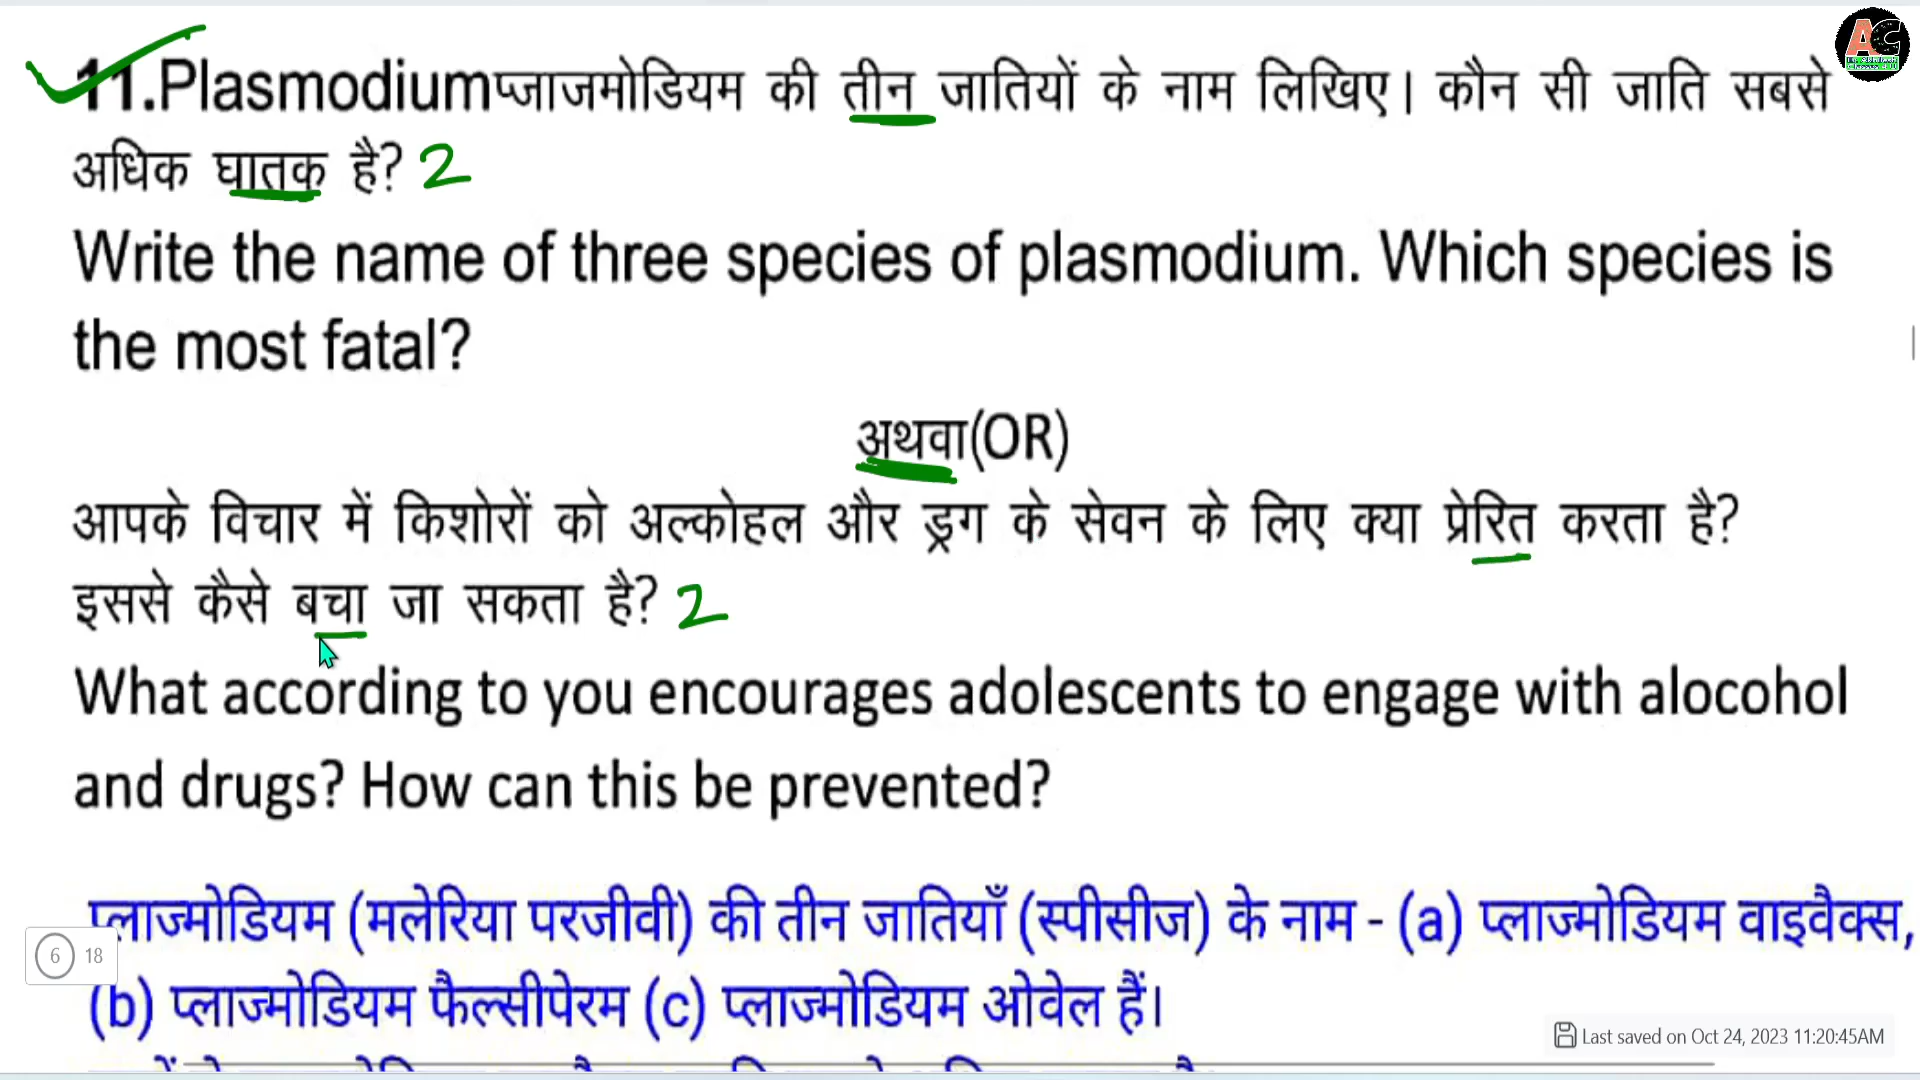 AC
11.Plasmodiumप्जाजमोडियम की तीन जातियों के नाम लिखिए। कौन सी जाति सबसे
अधिक घातक है? 2
Write the name of three species of plasmodium. Which species is
the most fatal?
अथवा(OR)
आपके विचार में किशोरों को अल्कोहल और ड्रग के सेवन के लिए क्या प्रेरित करता है?
इससे कैसे बचा जा सकता है? 2
What according to you encourages adolescents to engage with alocohol
and drugs? How can this be prevented?
प्लाज्मोडियम (मलेरिया परजीवी) की तीन जातियाँ (स्पीसीज) के नाम - (a) प्लाज्मोडियम वाइवैक्स,
6 18
(b) प्लाज्मोडियम फैल्सीपेरम (c) प्लाज्मोडियम ओवेल हैं।
Last saved on Oct 24, 2023 11:20:45AM